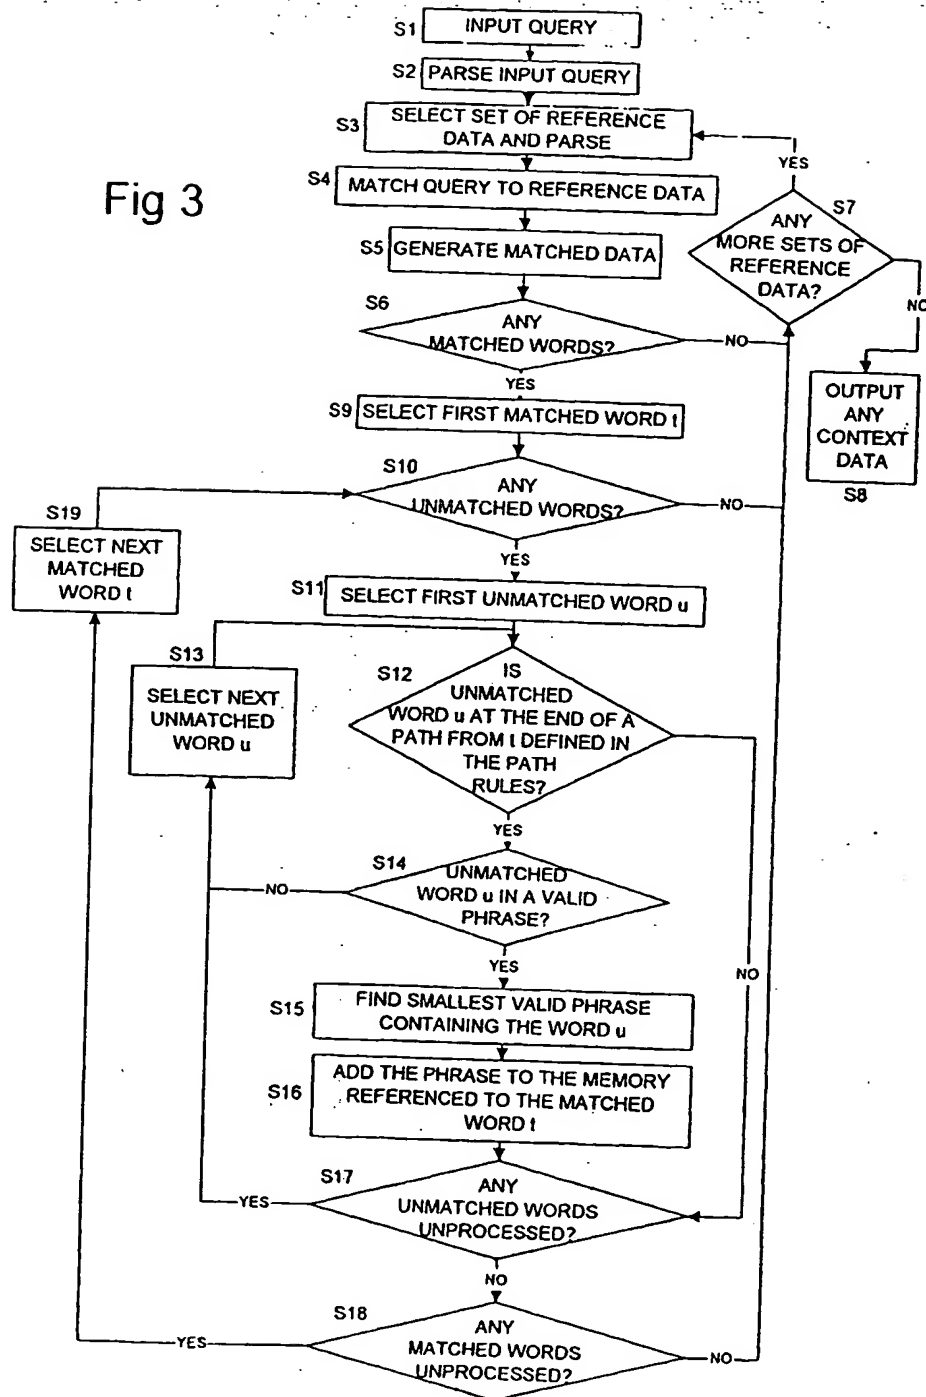 Fig 3
S1
INPUT QUERY
S2
PARSE INPUT QUERY
S3
SELECT SET OF REFERENCE
DATA AND PARSE
S4
MATCH QUERY TO REFERENCE DATA
S5
GENERATE MATCHED DATA
S6
ANY
MATCHED WORDS?
NO
YES
S7
ANY
MORE SETS OF
REFERENCE
DATA?
YES
NO
OUTPUT
ANY
CONTEXT
DATA
S8
S9
SELECT FIRST MATCHED WORD t
S10
ANY
UNMATCHED WORDS?
NO
YES
S19
SELECT NEXT
MATCHED
WORD t
S11
SELECT FIRST UNMATCHED WORD u
S13
SELECT NEXT
UNMATCHED
WORD u
S12
IS
UNMATCHED
WORD u AT THE END OF A
PATH FROM t DEFINED IN
THE PATH
RULES?
YES
NO
S14
UNMATCHED
WORD u IN A VALID
PHRASE?
NO
YES
S15
FIND SMALLEST VALID PHRASE
CONTAINING THE WORD u
S16
ADD THE PHRASE TO THE MEMORY
REFERENCED TO THE MATCHED
WORD t
S17
ANY
UNMATCHED WORDS
UNPROCESSED?
YES
NO
S18
ANY
MATCHED WORDS
UNPROCESSED?
YES
NO